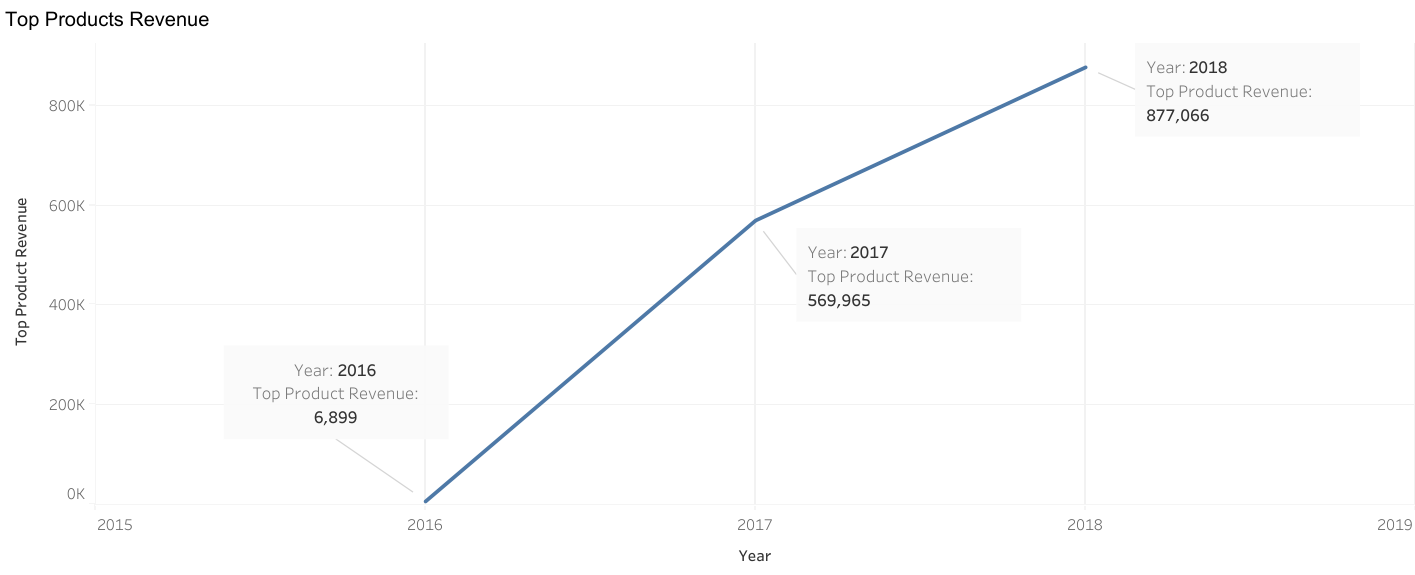 Top Products Revenue
Year: 2018
Top Product Revenue:
877,066
800K
600K
Year: 2017
Top Product Revenue:
569,965
Top Product Revenue
400K
Year: 2016
Top Product Revenue:
6,899
200K
0K
2015 2016 2017 2018 2019
Year